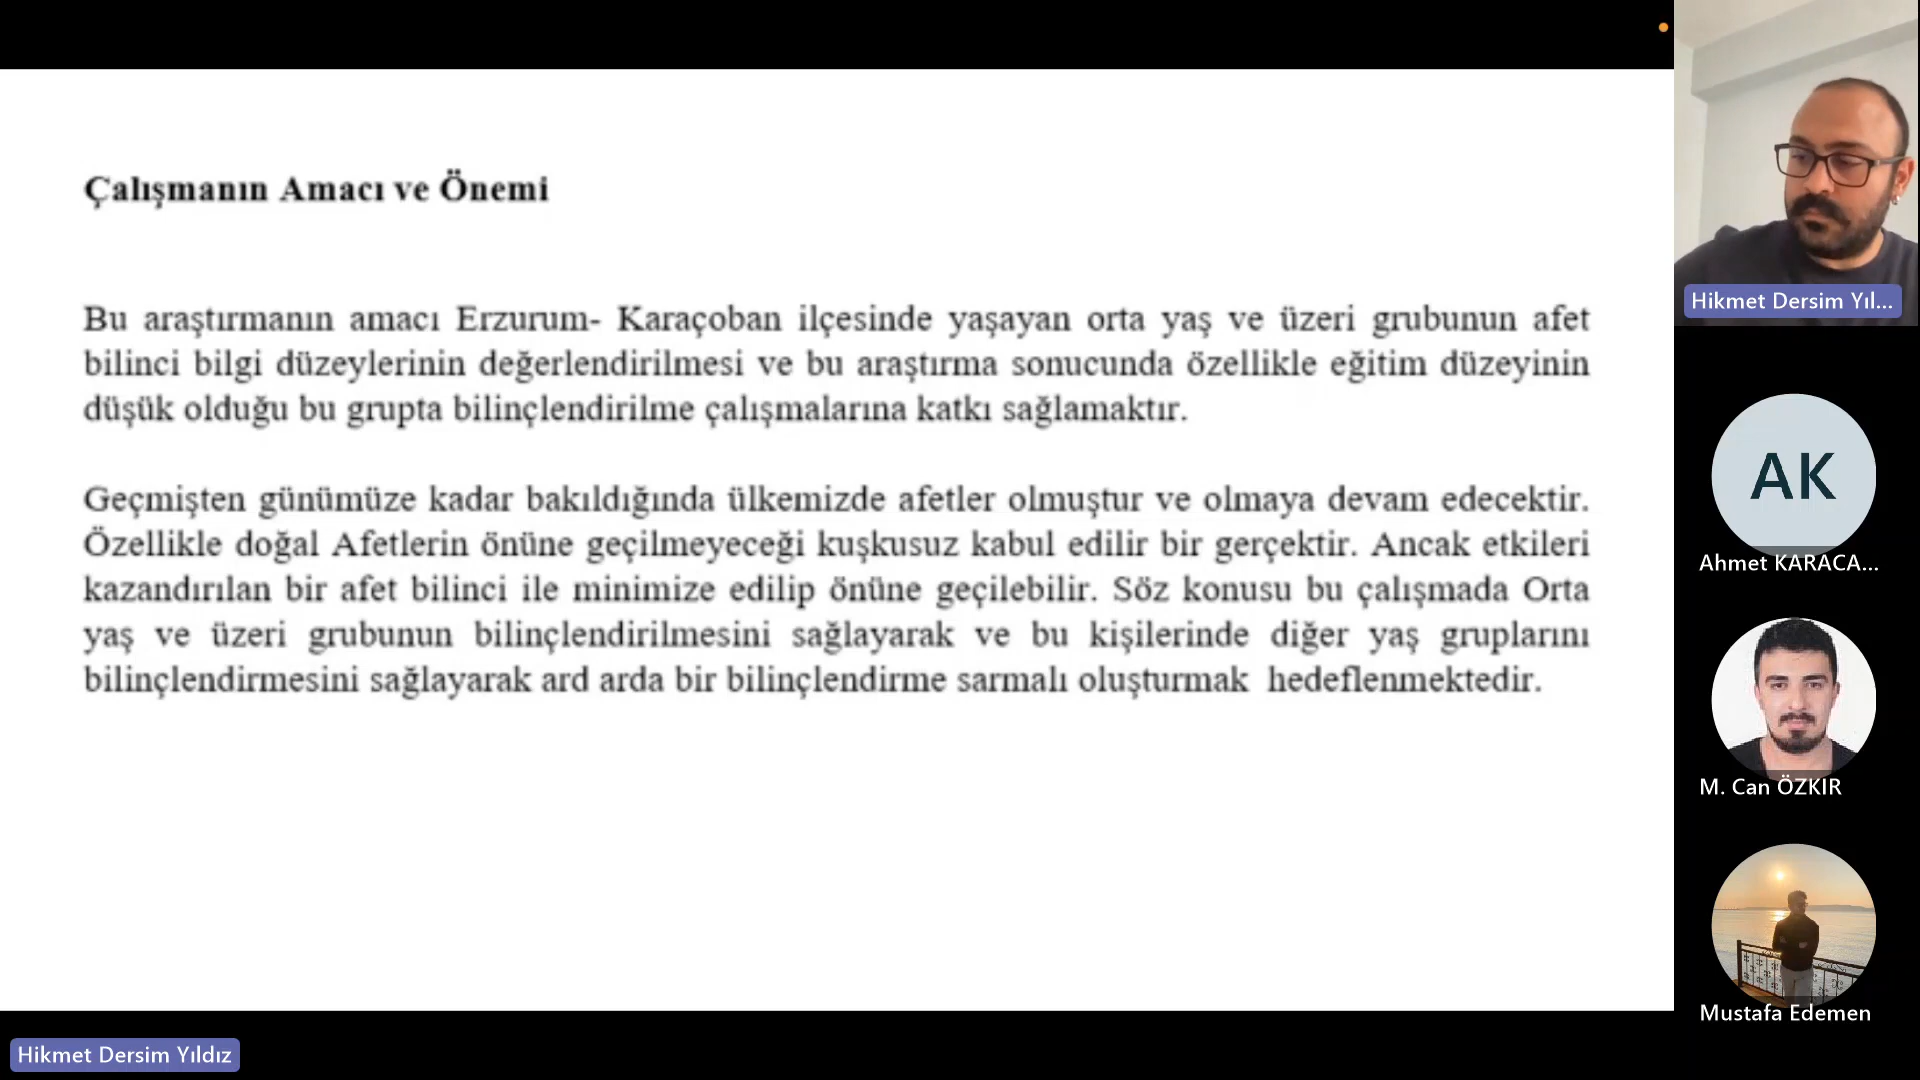 Çalışmanın Amacı ve Önemi
Bu araştırmanın amacı Erzurum- Karaçoban ilçesinde yaşayan orta yaş ve üzeri grubunun afet
bilinci bilgi düzeylerinin değerlendirilmesi ve bu araştırma sonucunda özellikle eğitim düzeyinin
düşük olduğu bu grupta bilinçlendirilme çalışmalarına katkı sağlamaktır.
Geçmişten günümüze kadar bakıldığında ülkemizde afetler olmuştur ve olmaya devam edecektir.
Özellikle doğal Afetlerin önüne geçilmeyeceği kuşkusuz kabul edilir bir gerçektir. Ancak etkileri
kazandırılan bir afet bilinci ile minimize edilip önüne geçilebilir. Söz konusu bu çalışmada Orta
yaş ve üzeri grubunun bilinçlendirilmesini sağlayarak ve bu kişilerinde diğer yaş gruplarını
bilinçlendirmesini sağlayarak ard arda bir bilinçlendirme sarmalı oluşturmak hedeflenmektedir.
Hikmet Dersim Yıl...
AK
Ahmet KARACA...
M. Can ÖZKIR
Mustafa Edemen
Hikmet Dersim Yıldız